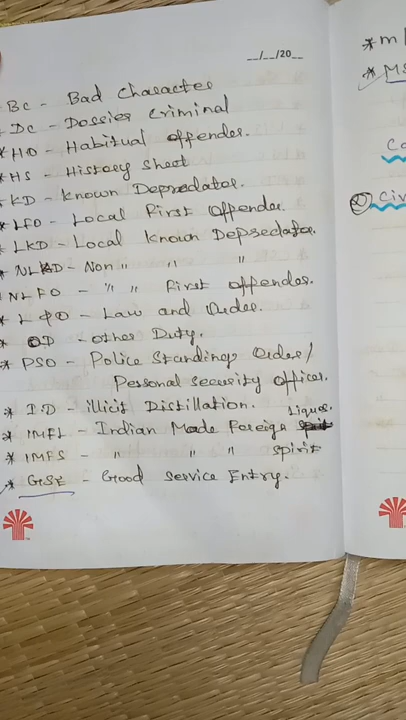 __/__/20__
BC - Bad Character
* DC - Dossier Criminal
* HO - Habitual offender.
* HS - History Sheet
* KD - Known Depredator.
* LFO - Local First Offender.
* LKD - Local Known Depredator.
* NLKD - Non " " "
NLFO - " " First offender.
* L&O - Law and Order.
* OD - other Duty.
* PSO - Police Standing Order/
Personal security officer.
* ID - illicit Distillation.
* IMFL - Indian Made Foreign Liquor.
* IMFS - " " " spirit
* GSE - Good Service Entry.
* m
* MS
Co
② Civ